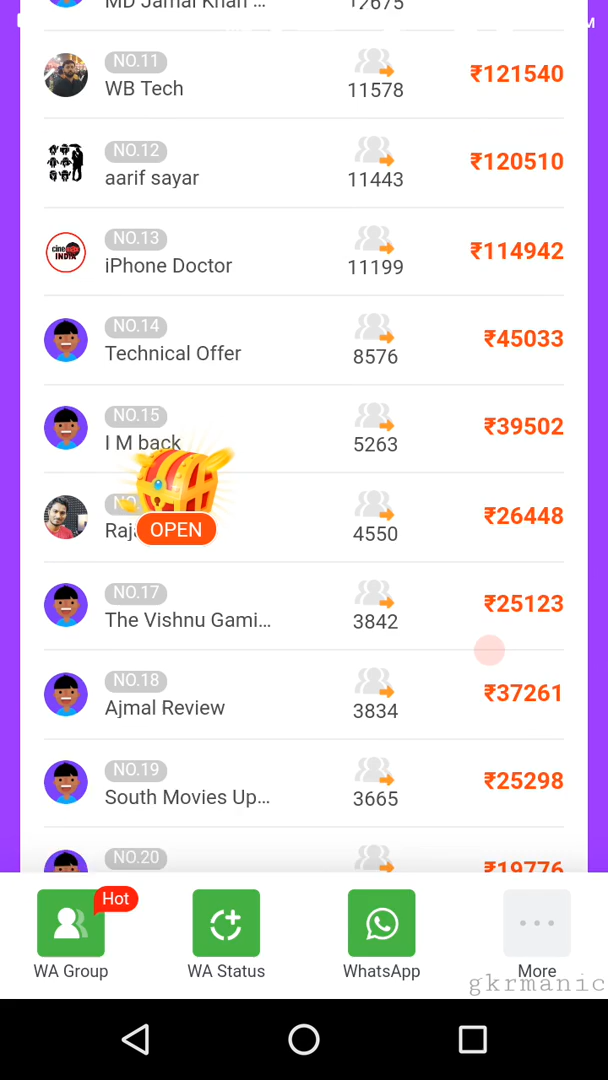 12675
NO.11
WB Tech
11578
₹121540
NO.12
aarif sayar
11443
₹120510
NO.13
iPhone Doctor
11199
₹114942
NO.14
Technical Offer
8576
₹45033
NO.15
I M back
5263
₹39502
4550
₹26448
OPEN
NO.17
The Vishnu Gami...
3842
₹25123
NO.18
Ajmal Review
3834
₹37261
NO.19
South Movies Up...
3665
₹25298
NO.20
₹19776
Hot
WA Group
WA Status
WhatsApp
More
gkrmanic